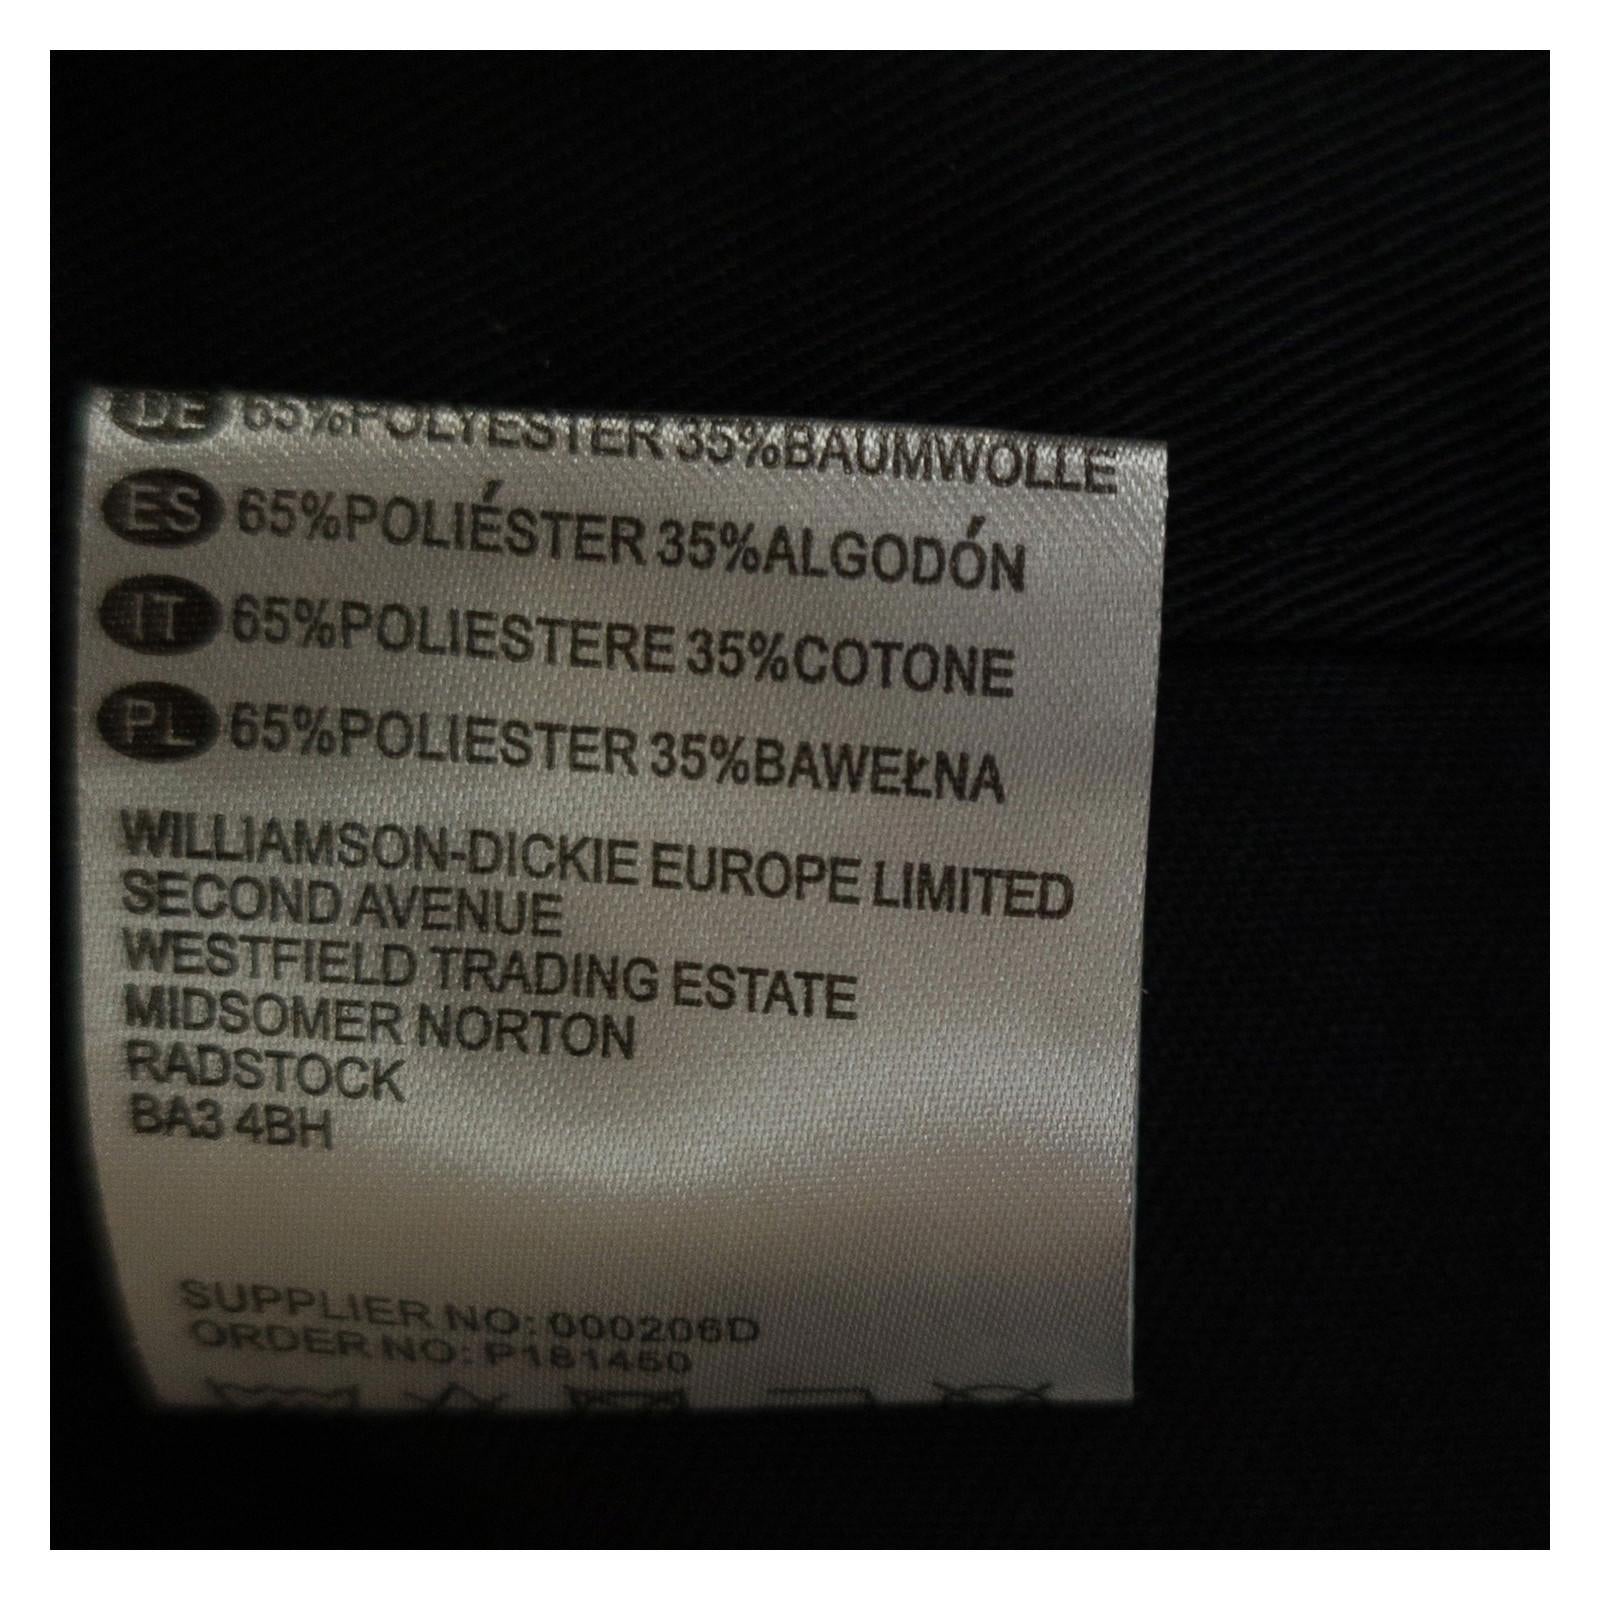 DE 65%POLYESTER 35%BAUMWOLLE
ES 65%POLIÉSTER 35%ALGODÓN
IT 65%POLIESTERE 35%COTONE
PL 65%POLIESTER 35%BAWEŁNA
WILLIAMSON-DICKIE EUROPE LIMITED
SECOND AVENUE
WESTFIELD TRADING ESTATE
MIDSOMER NORTON
RADSTOCK
BA3 4BH
SUPPLIER NO: 000206D
ORDER NO: P181450